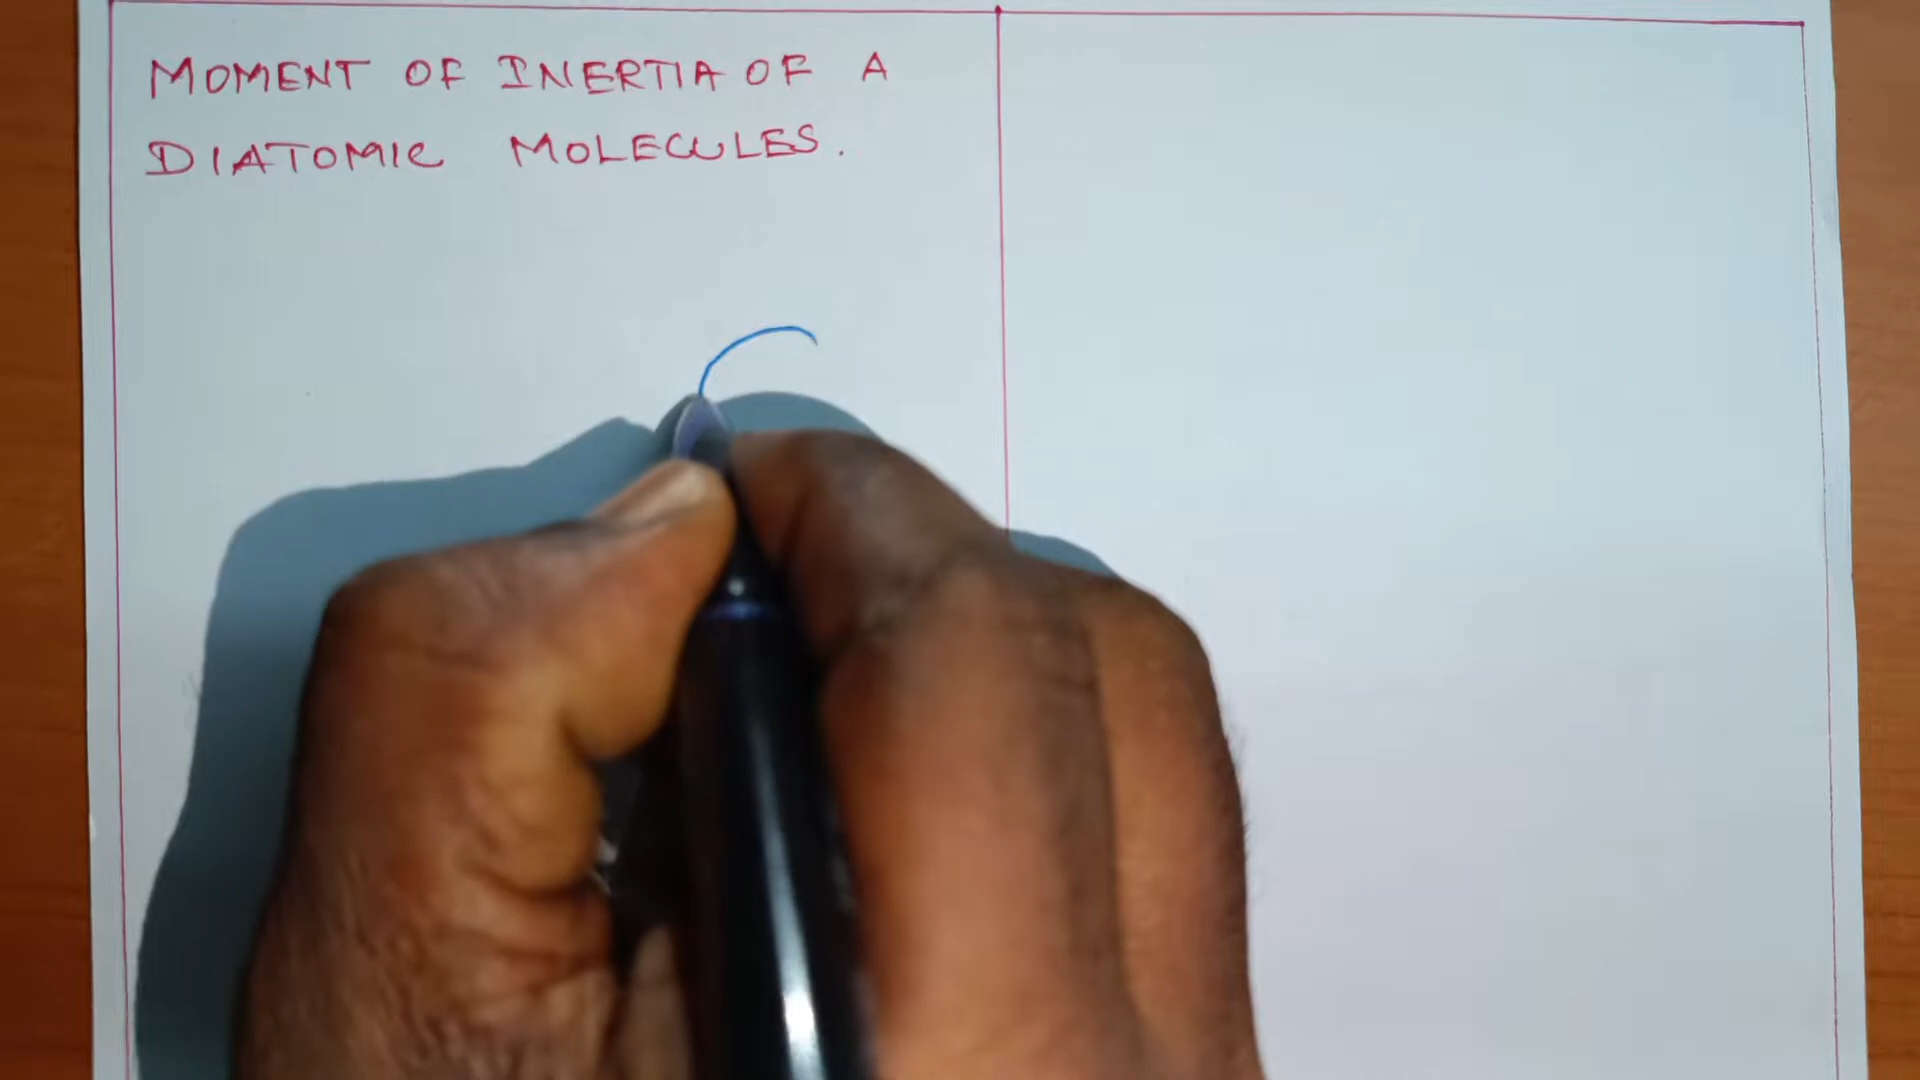 MOMENT OF INERTIA OF A
DIATOMIC MOLECULES.